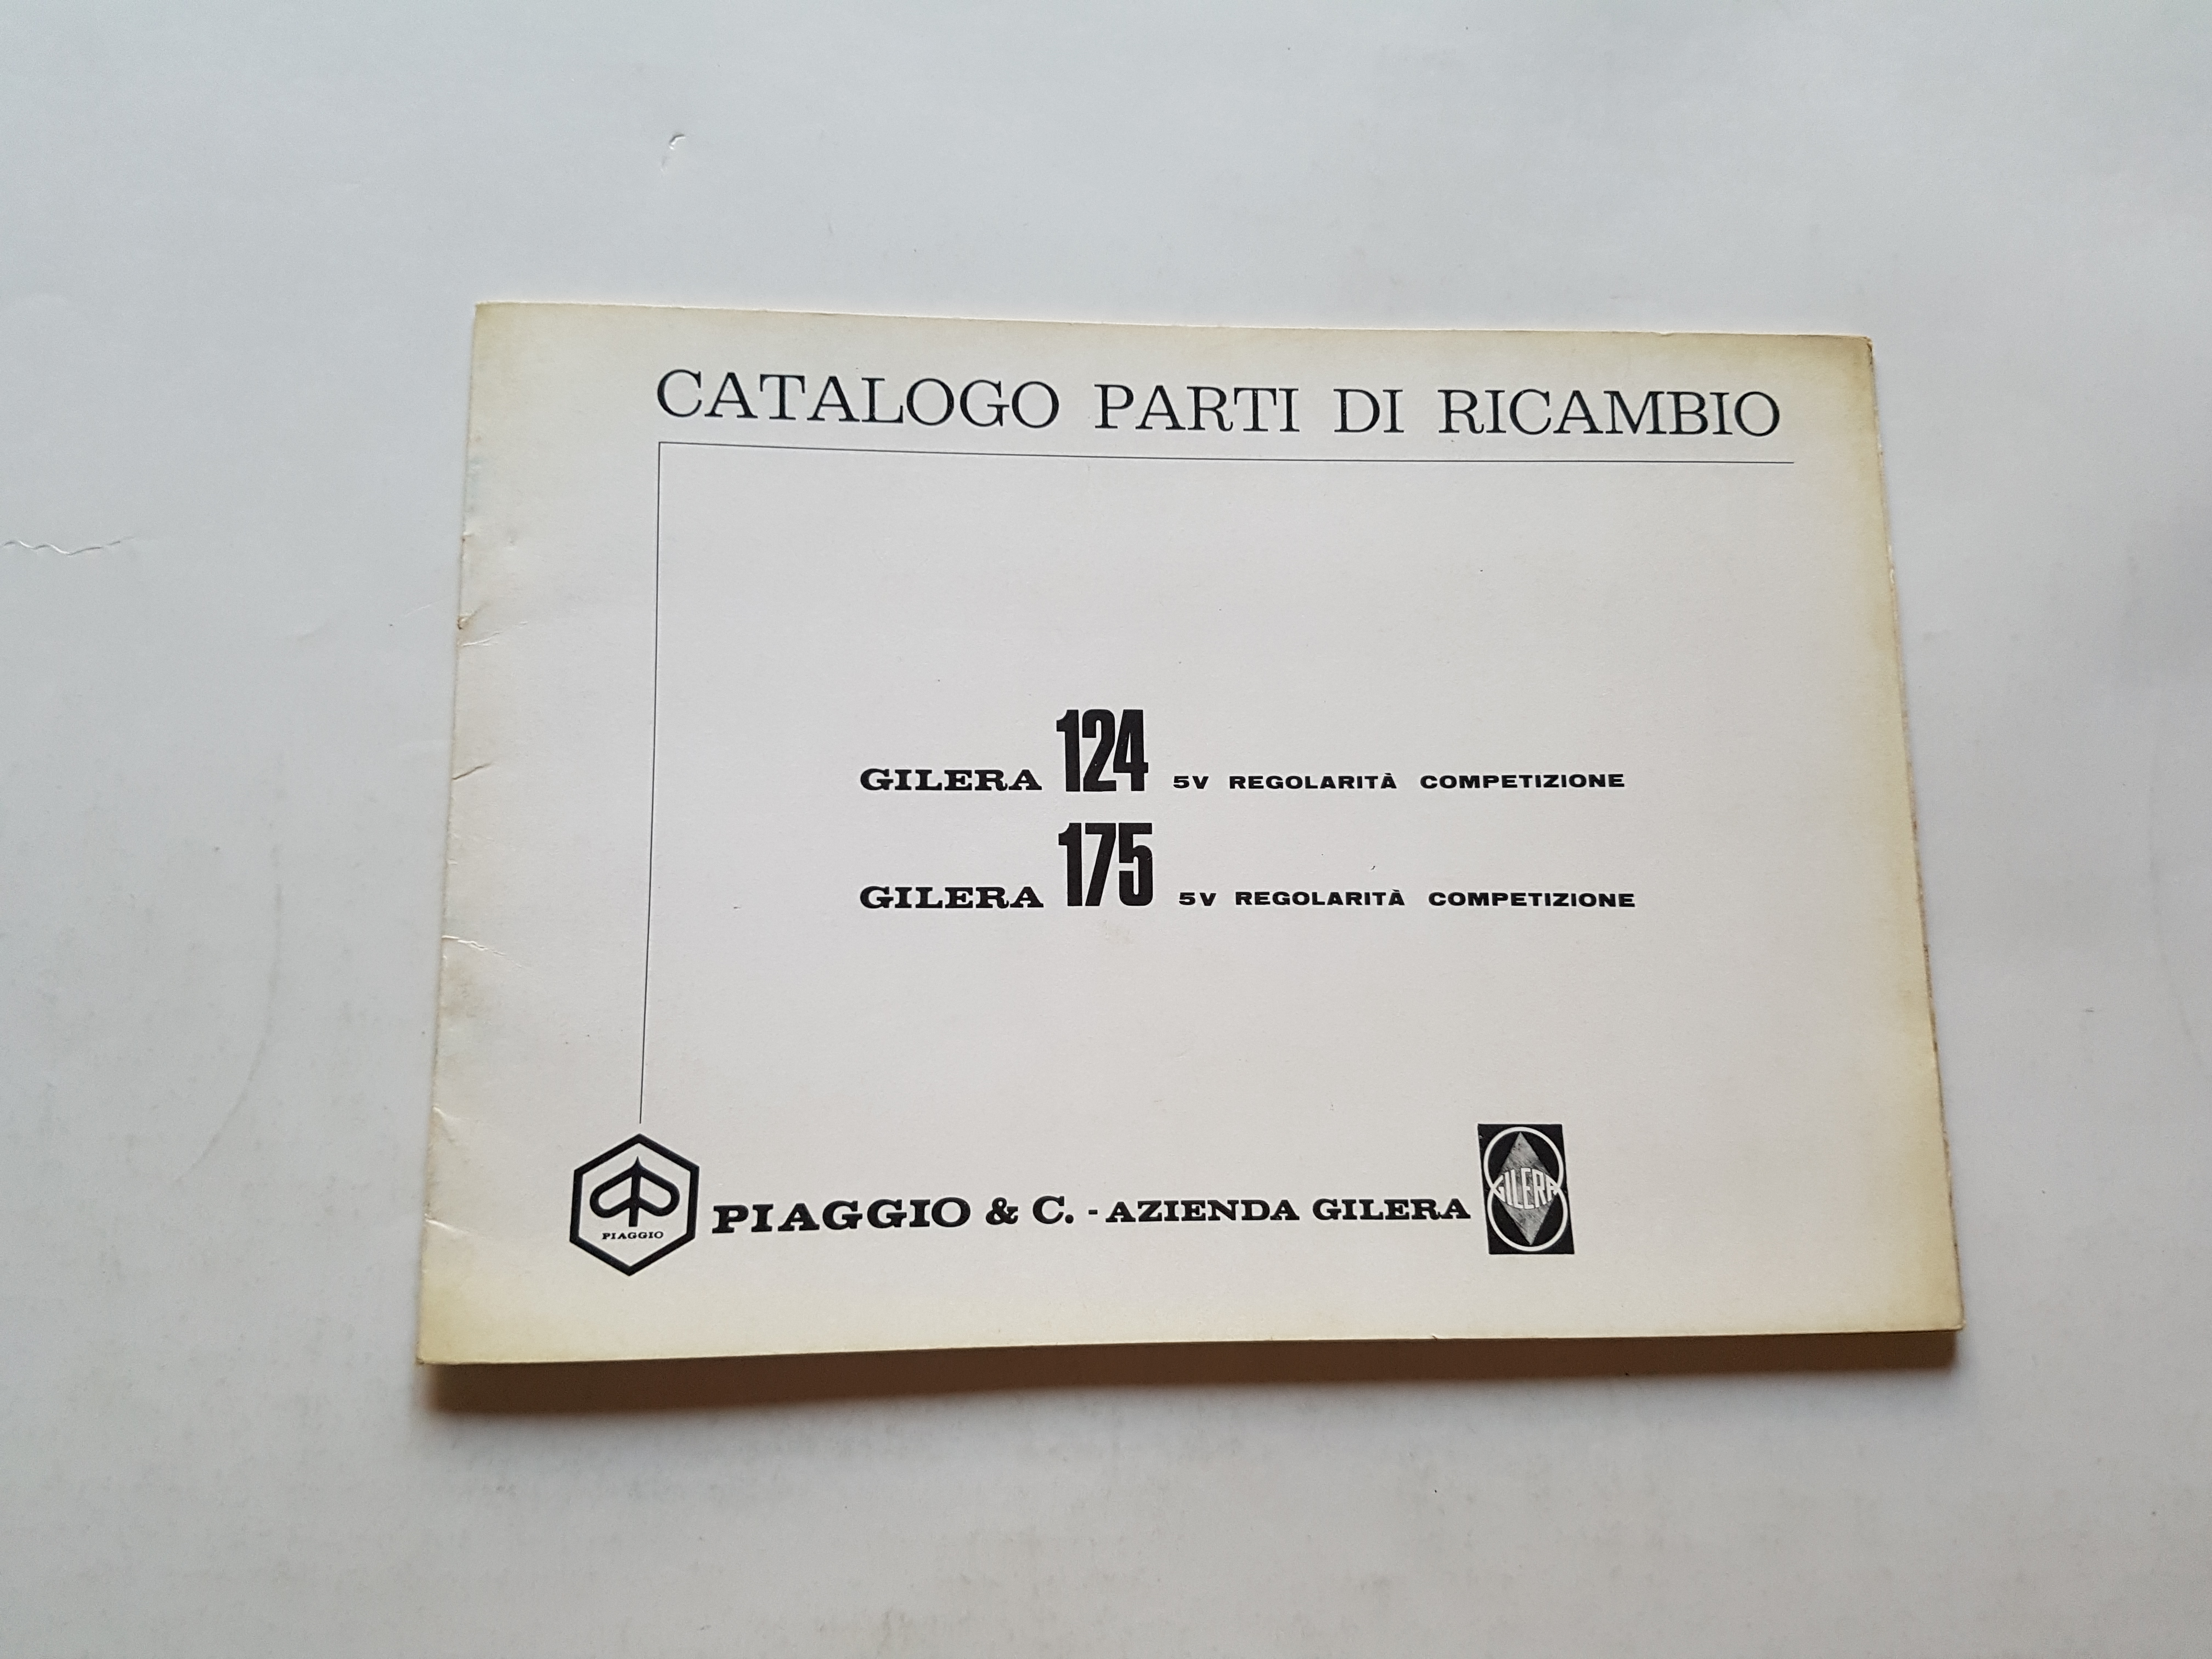 CATALOGO PARTI DI RICAMBIO
GILERA 124 5V REGOLARITÀ COMPETIZIONE
GILERA 175 5V REGOLARITÀ COMPETIZIONE
PIAGGIO
PIAGGIO & C. - AZIENDA GILERA
GILERA